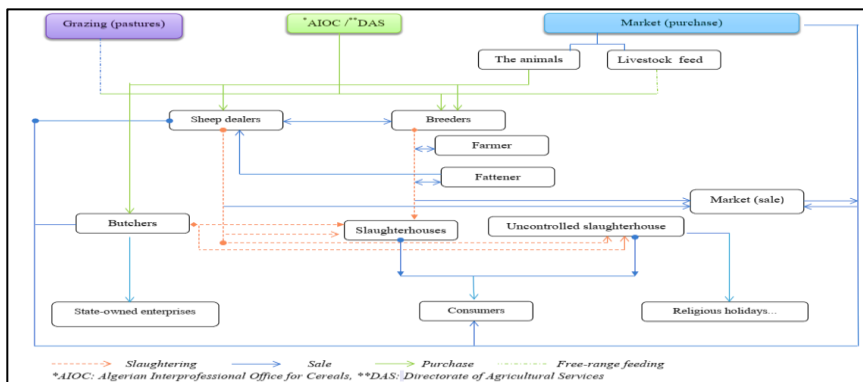 Grazing (pastures)
*AIOC /**DAS
Market (purchase)
The animals
Livestock feed
Sheep dealers
Breeders
Farmer
Fattener
Market (sale)
Butchers
Slaughterhouses
Uncontrolled slaughterhouse
State-owned enterprises
Consumers
Religious holidays...
Slaughtering
Sale
Purchase
Free-range feeding
*AIOC: Algerian Interprofessional Office for Cereals, **DAS: Directorate of Agricultural Services